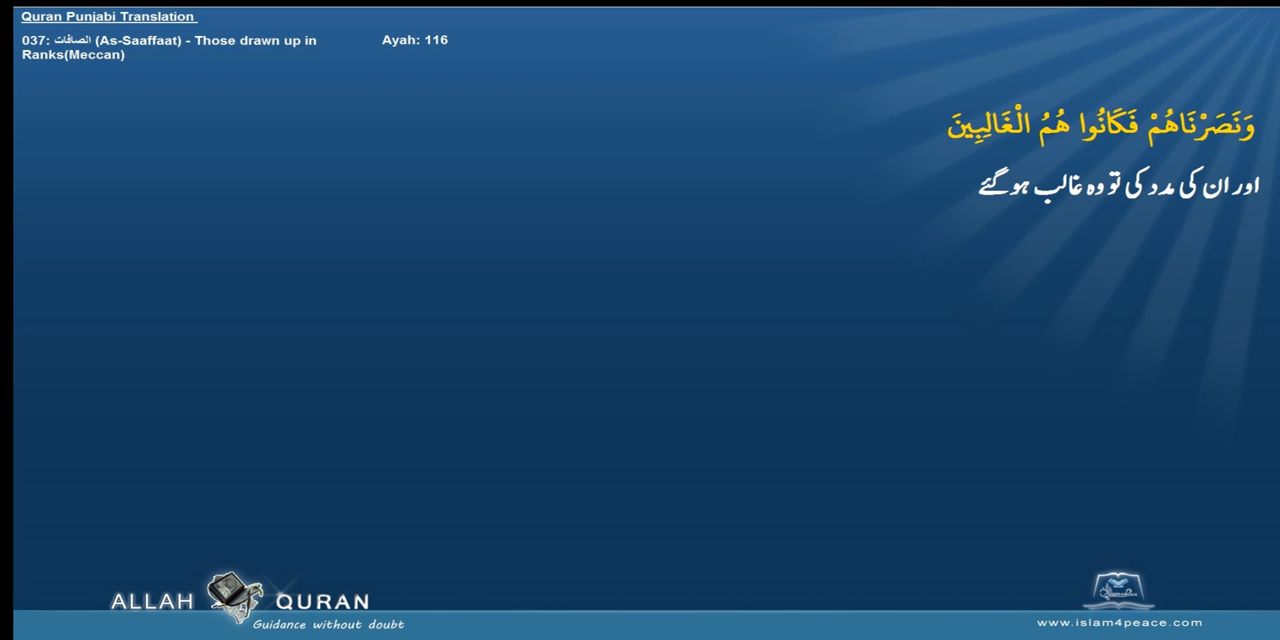 Quran Punjabi Translation
037: الصافات (As-Saaffaat) - Those drawn up in
Ranks(Meccan)
Ayah: 116
وَنَصَرْنَاهُمْ فَكَانُوا هُمُ الْغَالِبِينَ
اور ان کی مدد کی تو وہ غالب ہو گئے
ALLAH QURAN
Guidance without doubt
www.islam4peace.com